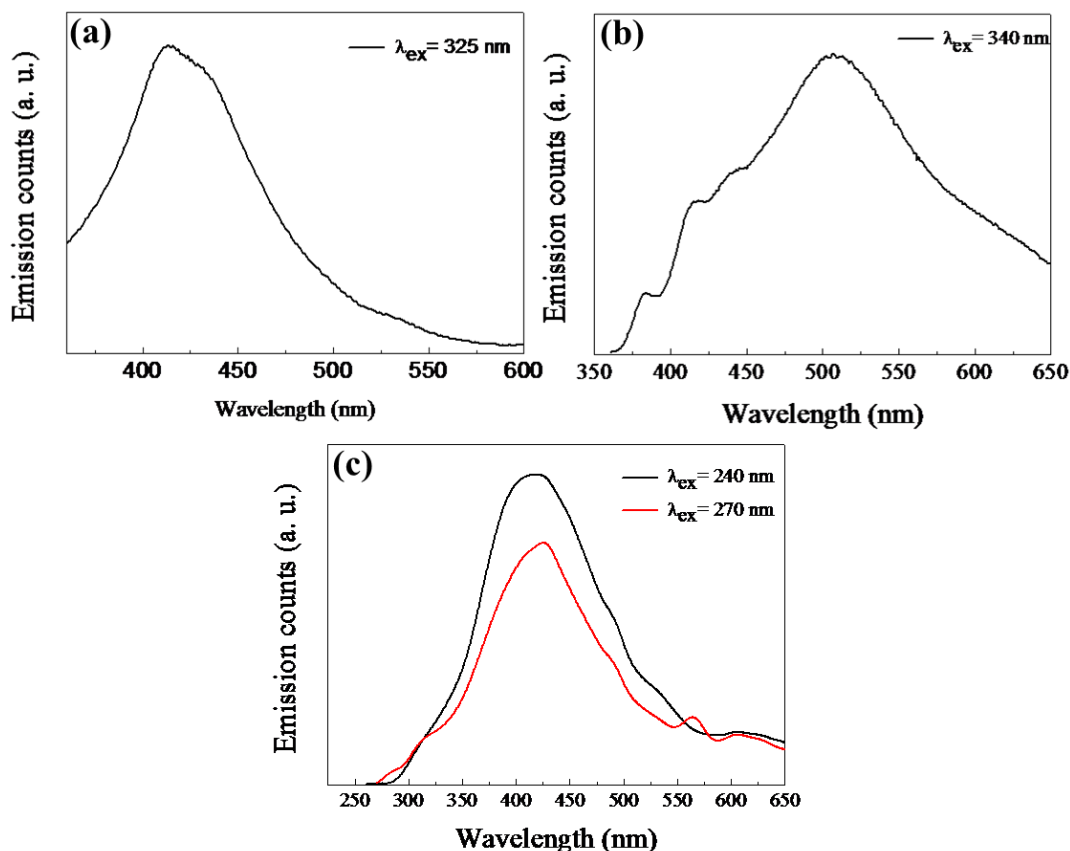 (a)
λex= 325 nm
Emission counts (a. u.)
400 450 500 550 600
Wavelength (nm)
(b)
λex= 340 nm
Emission counts (a. u.)
350 400 450 500 550 600 650
Wavelength (nm)
(c)
λex= 240 nm
λex= 270 nm
Emission counts (a. u.)
250 300 350 400 450 500 550 600 650
Wavelength (nm)